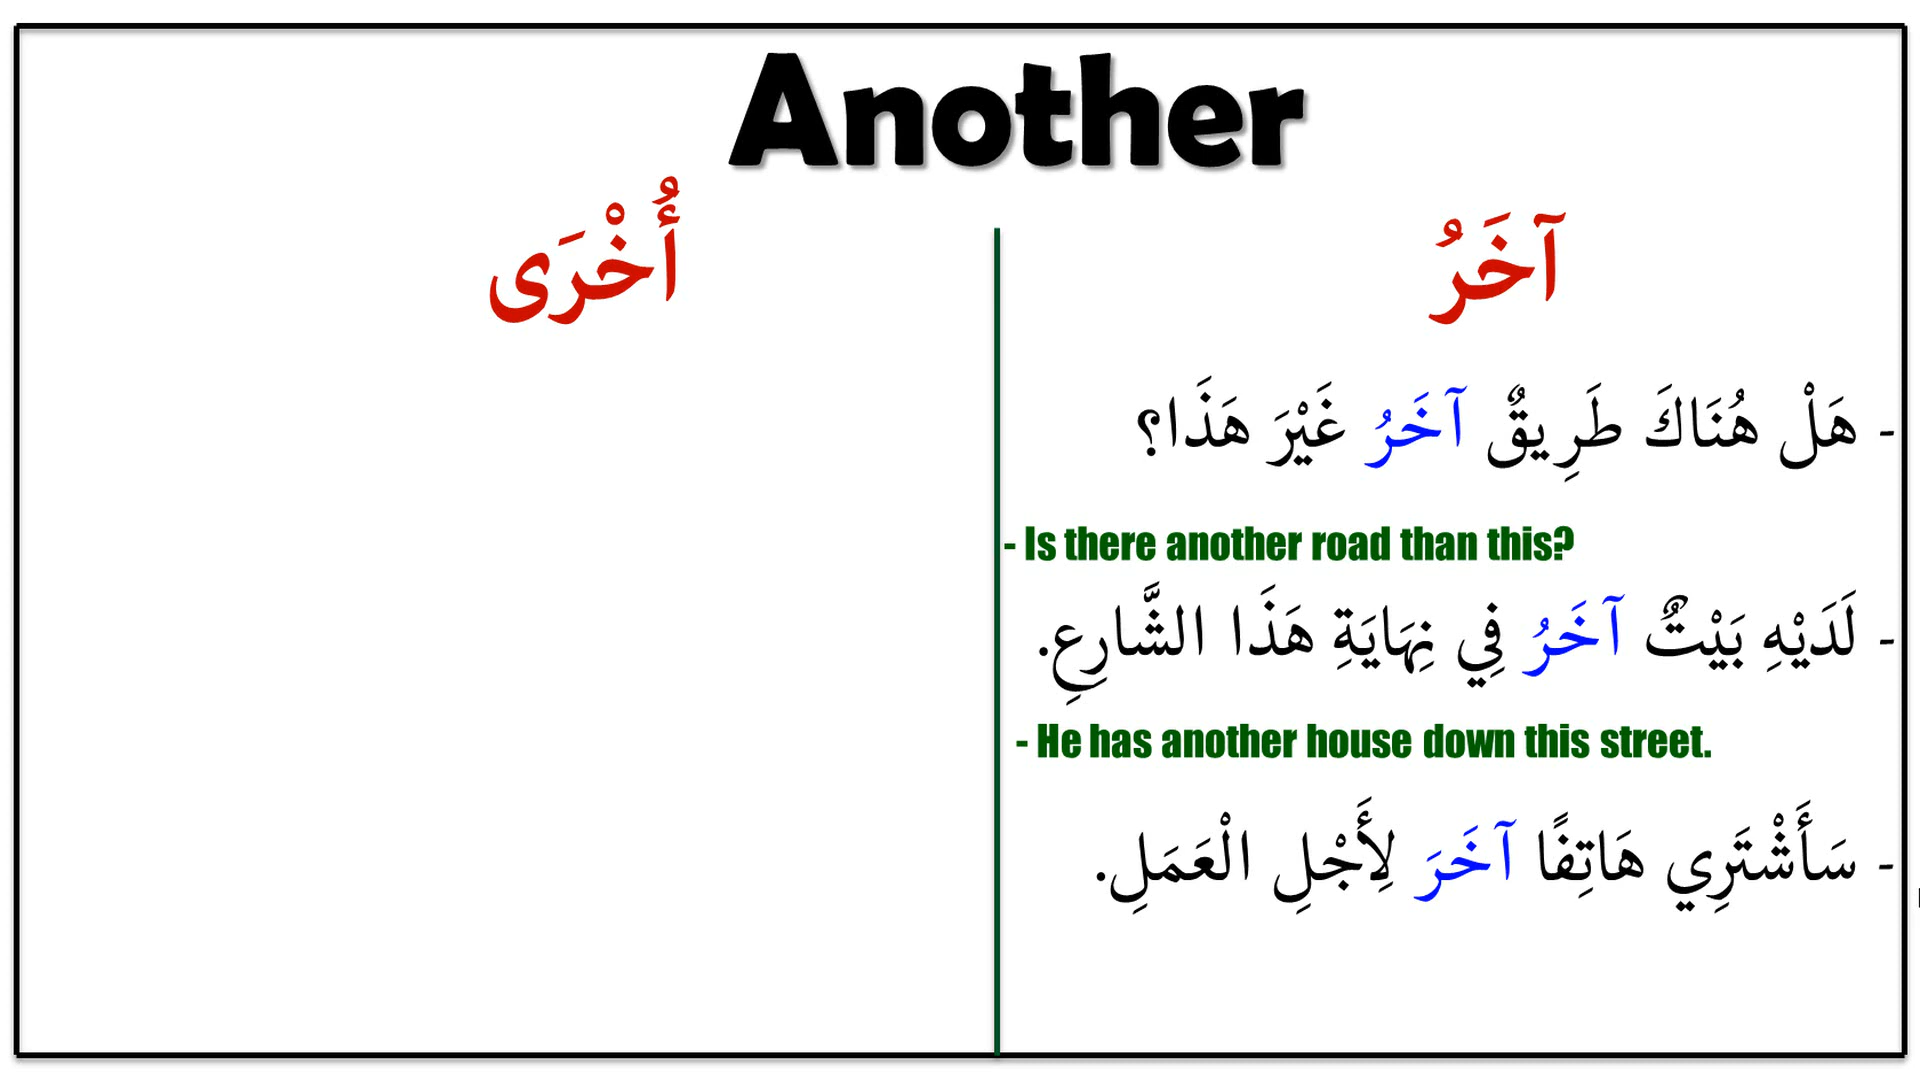 Another
آخَرُ
أُخْرَى
- هَلْ هُنَاكَ طَرِيقٌ آخَرُ غَيْرَ هَذَا؟
- Is there another road than this?
- لَدَيْهِ بَيْتٌ آخَرُ فِي نِهَايَةِ هَذَا الشَّارِعِ.
- He has another house down this street.
- سَأَشْتَرِي هَاتِفًا آخَرَ لِأَجْلِ الْعَمَلِ.